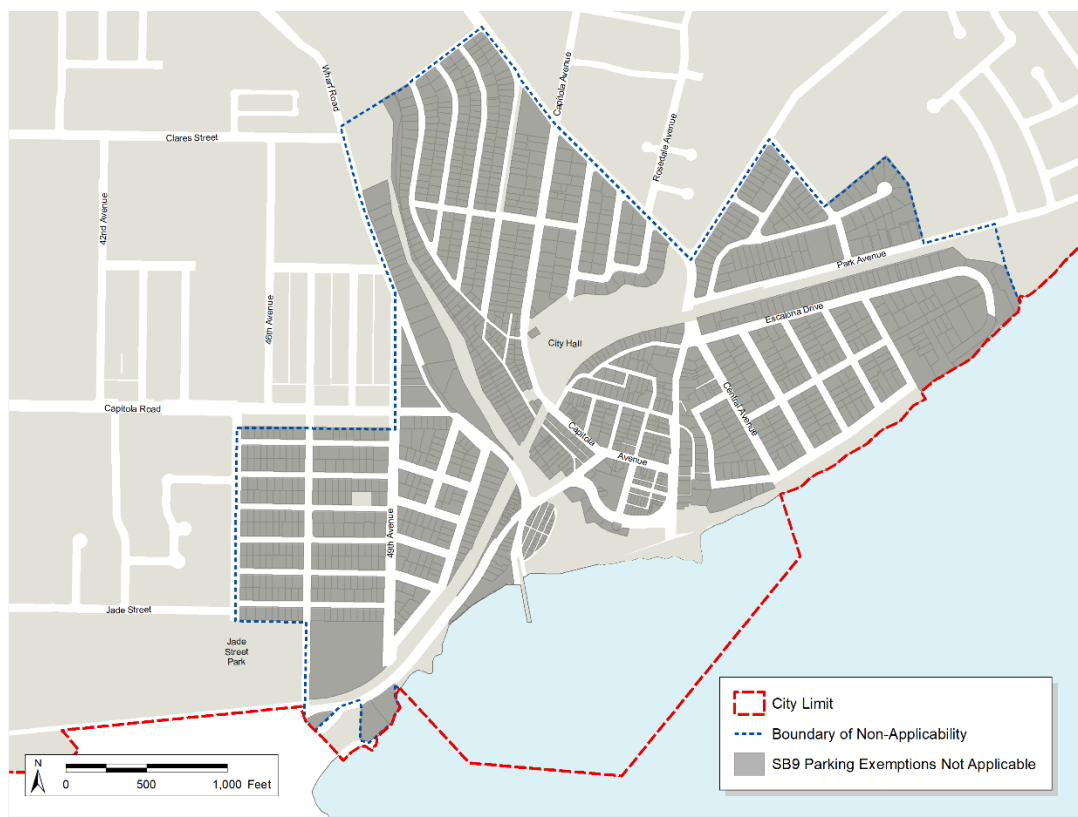 Wharf Road
Capitola Avenue
Rosedale Avenue
Clares Street
42nd Avenue
46th Avenue
Park Avenue
Escalona Drive
City Hall
Central Avenue
Capitola Road
Capitola
Avenue
49th Avenue
Jade Street
Jade
Street
Park
City Limit
Boundary of Non-Applicability
SB9 Parking Exemptions Not Applicable
N
0 500 1,000 Feet